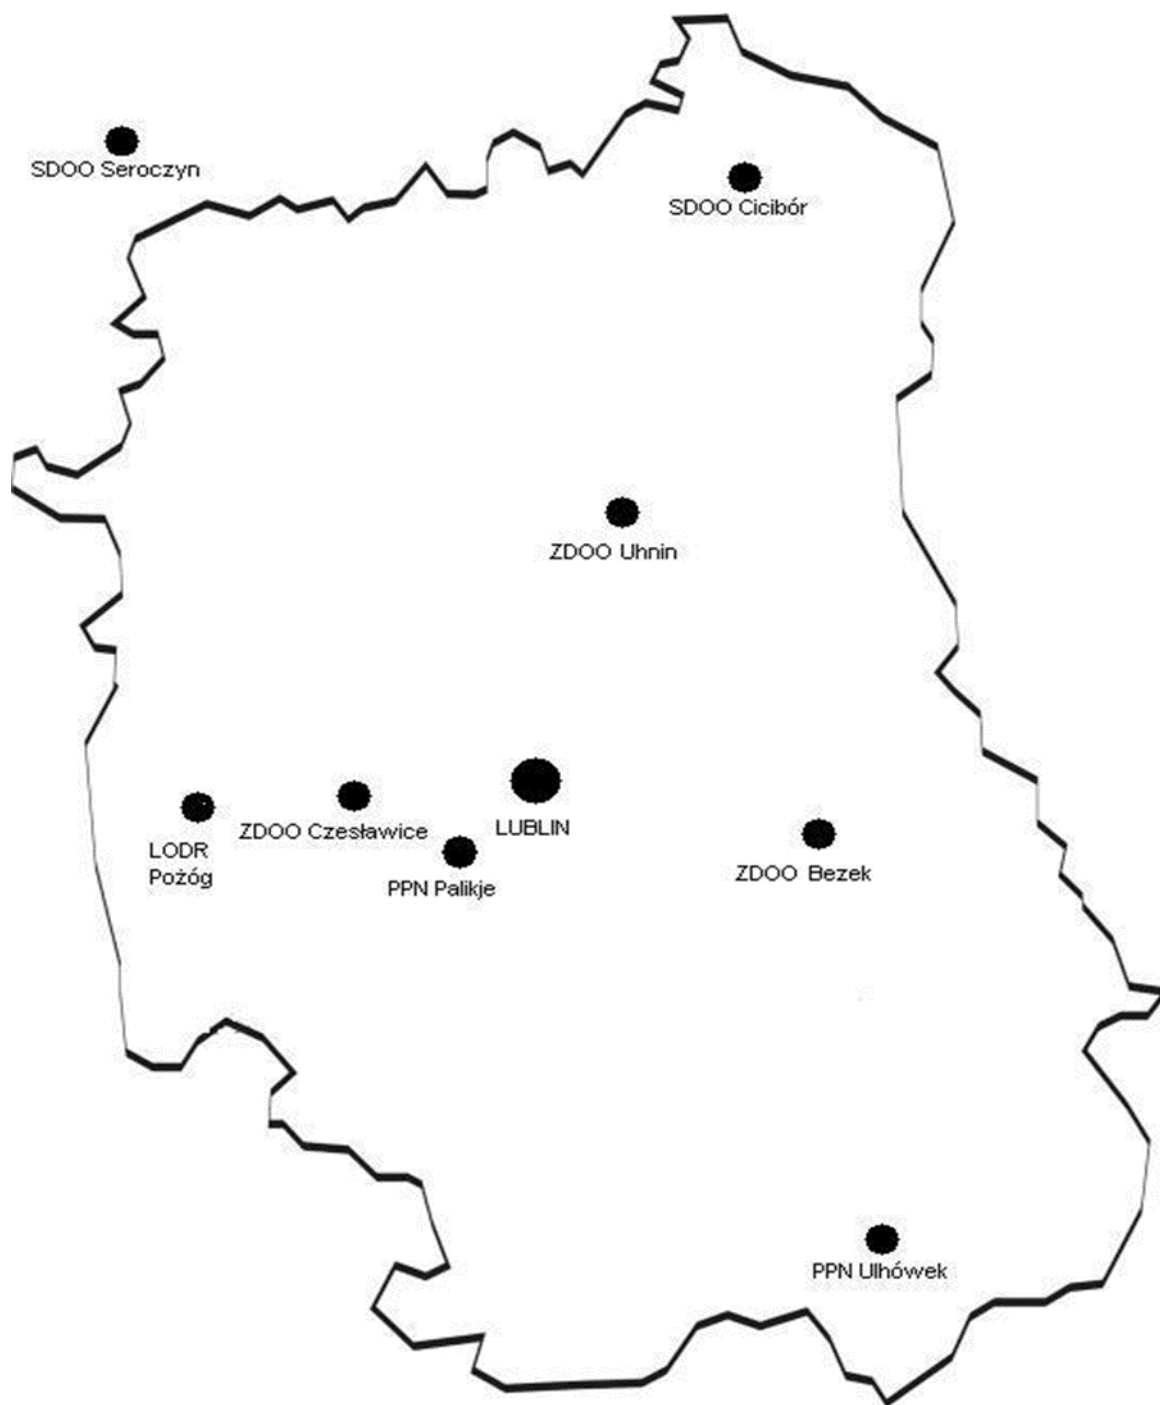 SDOO Seroczyn
SDOO Cicibór
ZDOO Uhnin
LUBLIN
ZDOO Czesławice
LODR
Pożóg
PPN Palikje
ZDOO Bezek
PPN Ulhówek